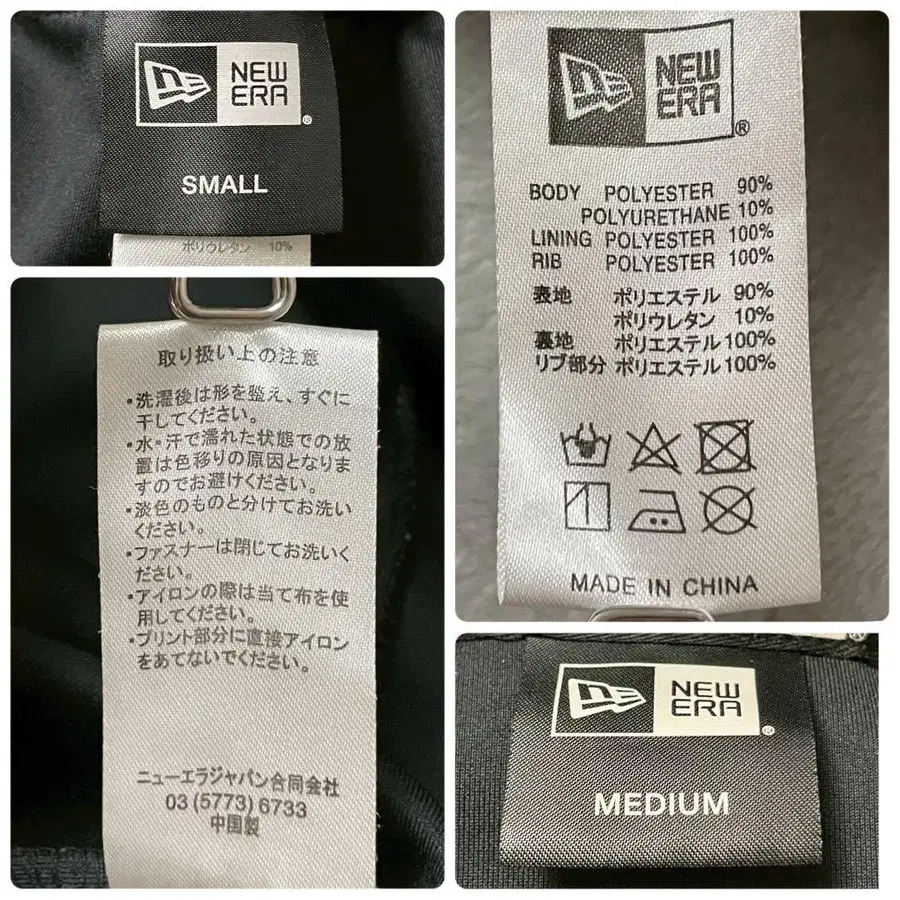 NEW
ERA
SMALL
ポリウレタン 10%
取り扱い上の注意
・洗濯後は形を整え、すぐに
干してください。
・水・汗で濡れた状態での放
置は色移りの原因となりま
すのでお避けください。
・淡色のものと分けてお洗い
ください。
・ファスナーは閉じてお洗いく
ださい。
・アイロンの際は当て布を使
用してください。
・プリント部分に直接アイロン
をあてないでください。
ニューエラジャパン合同会社
03 (5773) 6733
中国製
NEW
ERA
®
BODY POLYESTER 90%
POLYURETHANE 10%
LINING POLYESTER 100%
RIB POLYESTER 100%
表地 ポリエステル 90%
ポリウレタン 10%
裏地 ポリエステル 100%
リブ部分 ポリエステル 100%
MADE IN CHINA
NEW
ERA
®
MEDIUM